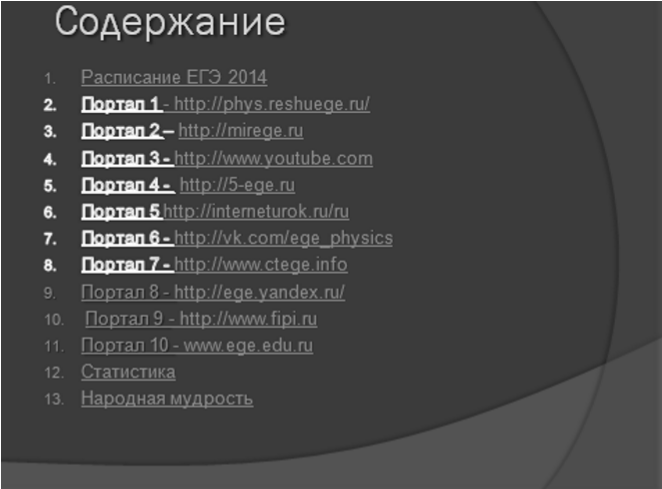 Содержание
1. Расписание ЕГЭ 2014
2. Портал 1 - http://phys.reshuege.ru/
3. Портал 2 – http://mirege.ru
4. Портал 3 - http://www.youtube.com
5. Портал 4 - http://5-ege.ru
6. Портал 5 http://interneturok.ru/ru
7. Портал 6 - http://vk.com/ege_physics
8. Портал 7 - http://www.ctege.info
9. Портал 8 - http://ege.yandex.ru/
10. Портал 9 - http://www.fipi.ru
11. Портал 10 - www.ege.edu.ru
12. Статистика
13. Народная мудрость